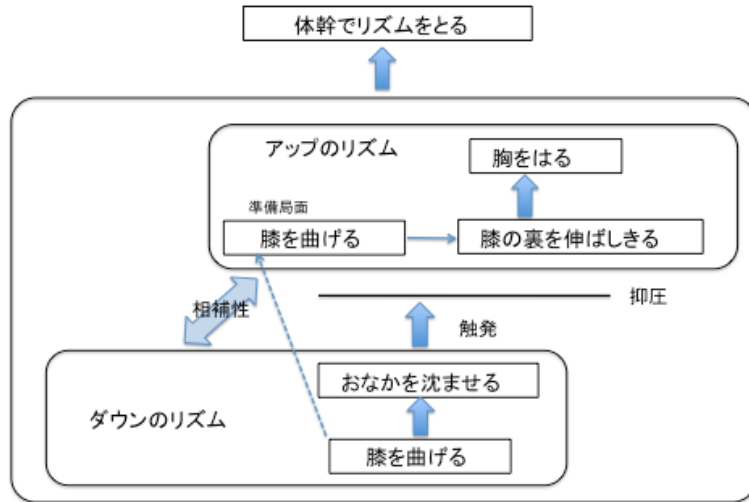 体幹でリズムをとる
アップのリズム
胸をはる
準備局面
膝を曲げる
膝の裏を伸ばしきる
抑圧
相補性
触発
おなかを沈ませる
ダウンのリズム
膝を曲げる